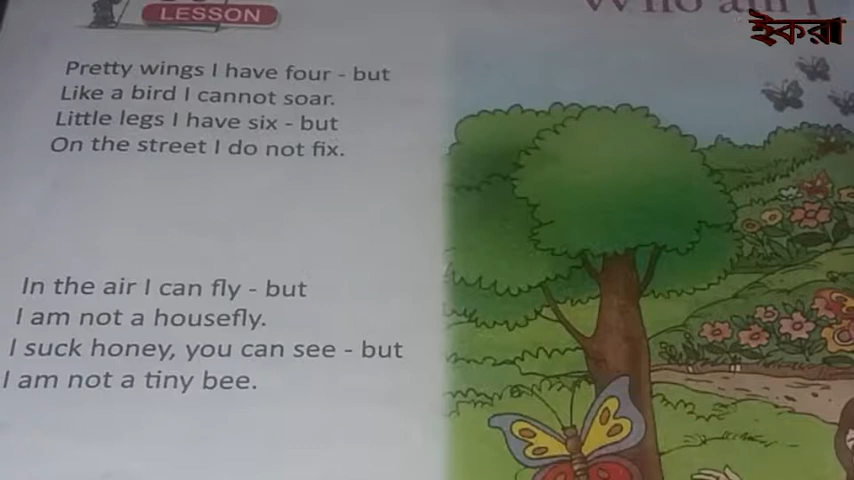 LESSON
Who am I
ইকরা
Pretty wings I have four - but
Like a bird I cannot soar.
Little legs I have six - but
On the street I do not fix.
In the air I can fly - but
I am not a housefly.
I suck honey, you can see - but
I am not a tiny bee.